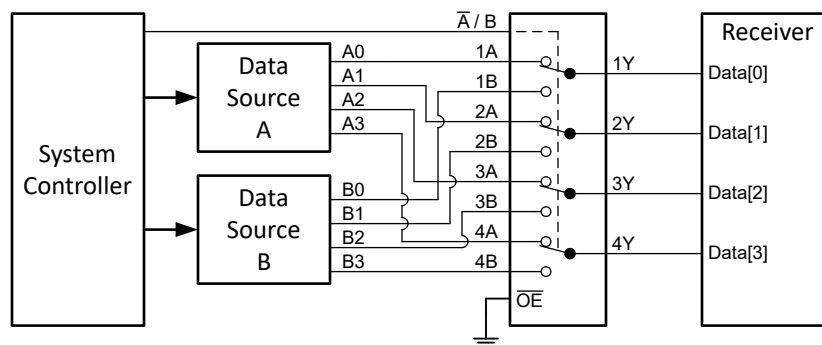 System
Controller
Data
Source
A
A0
A1
A2
A3
Data
Source
B
B0
B1
B2
B3
A̅ / B
1A
1B
2A
2B
3A
3B
4A
4B
O̅E̅
1Y
2Y
3Y
4Y
Receiver
Data[0]
Data[1]
Data[2]
Data[3]